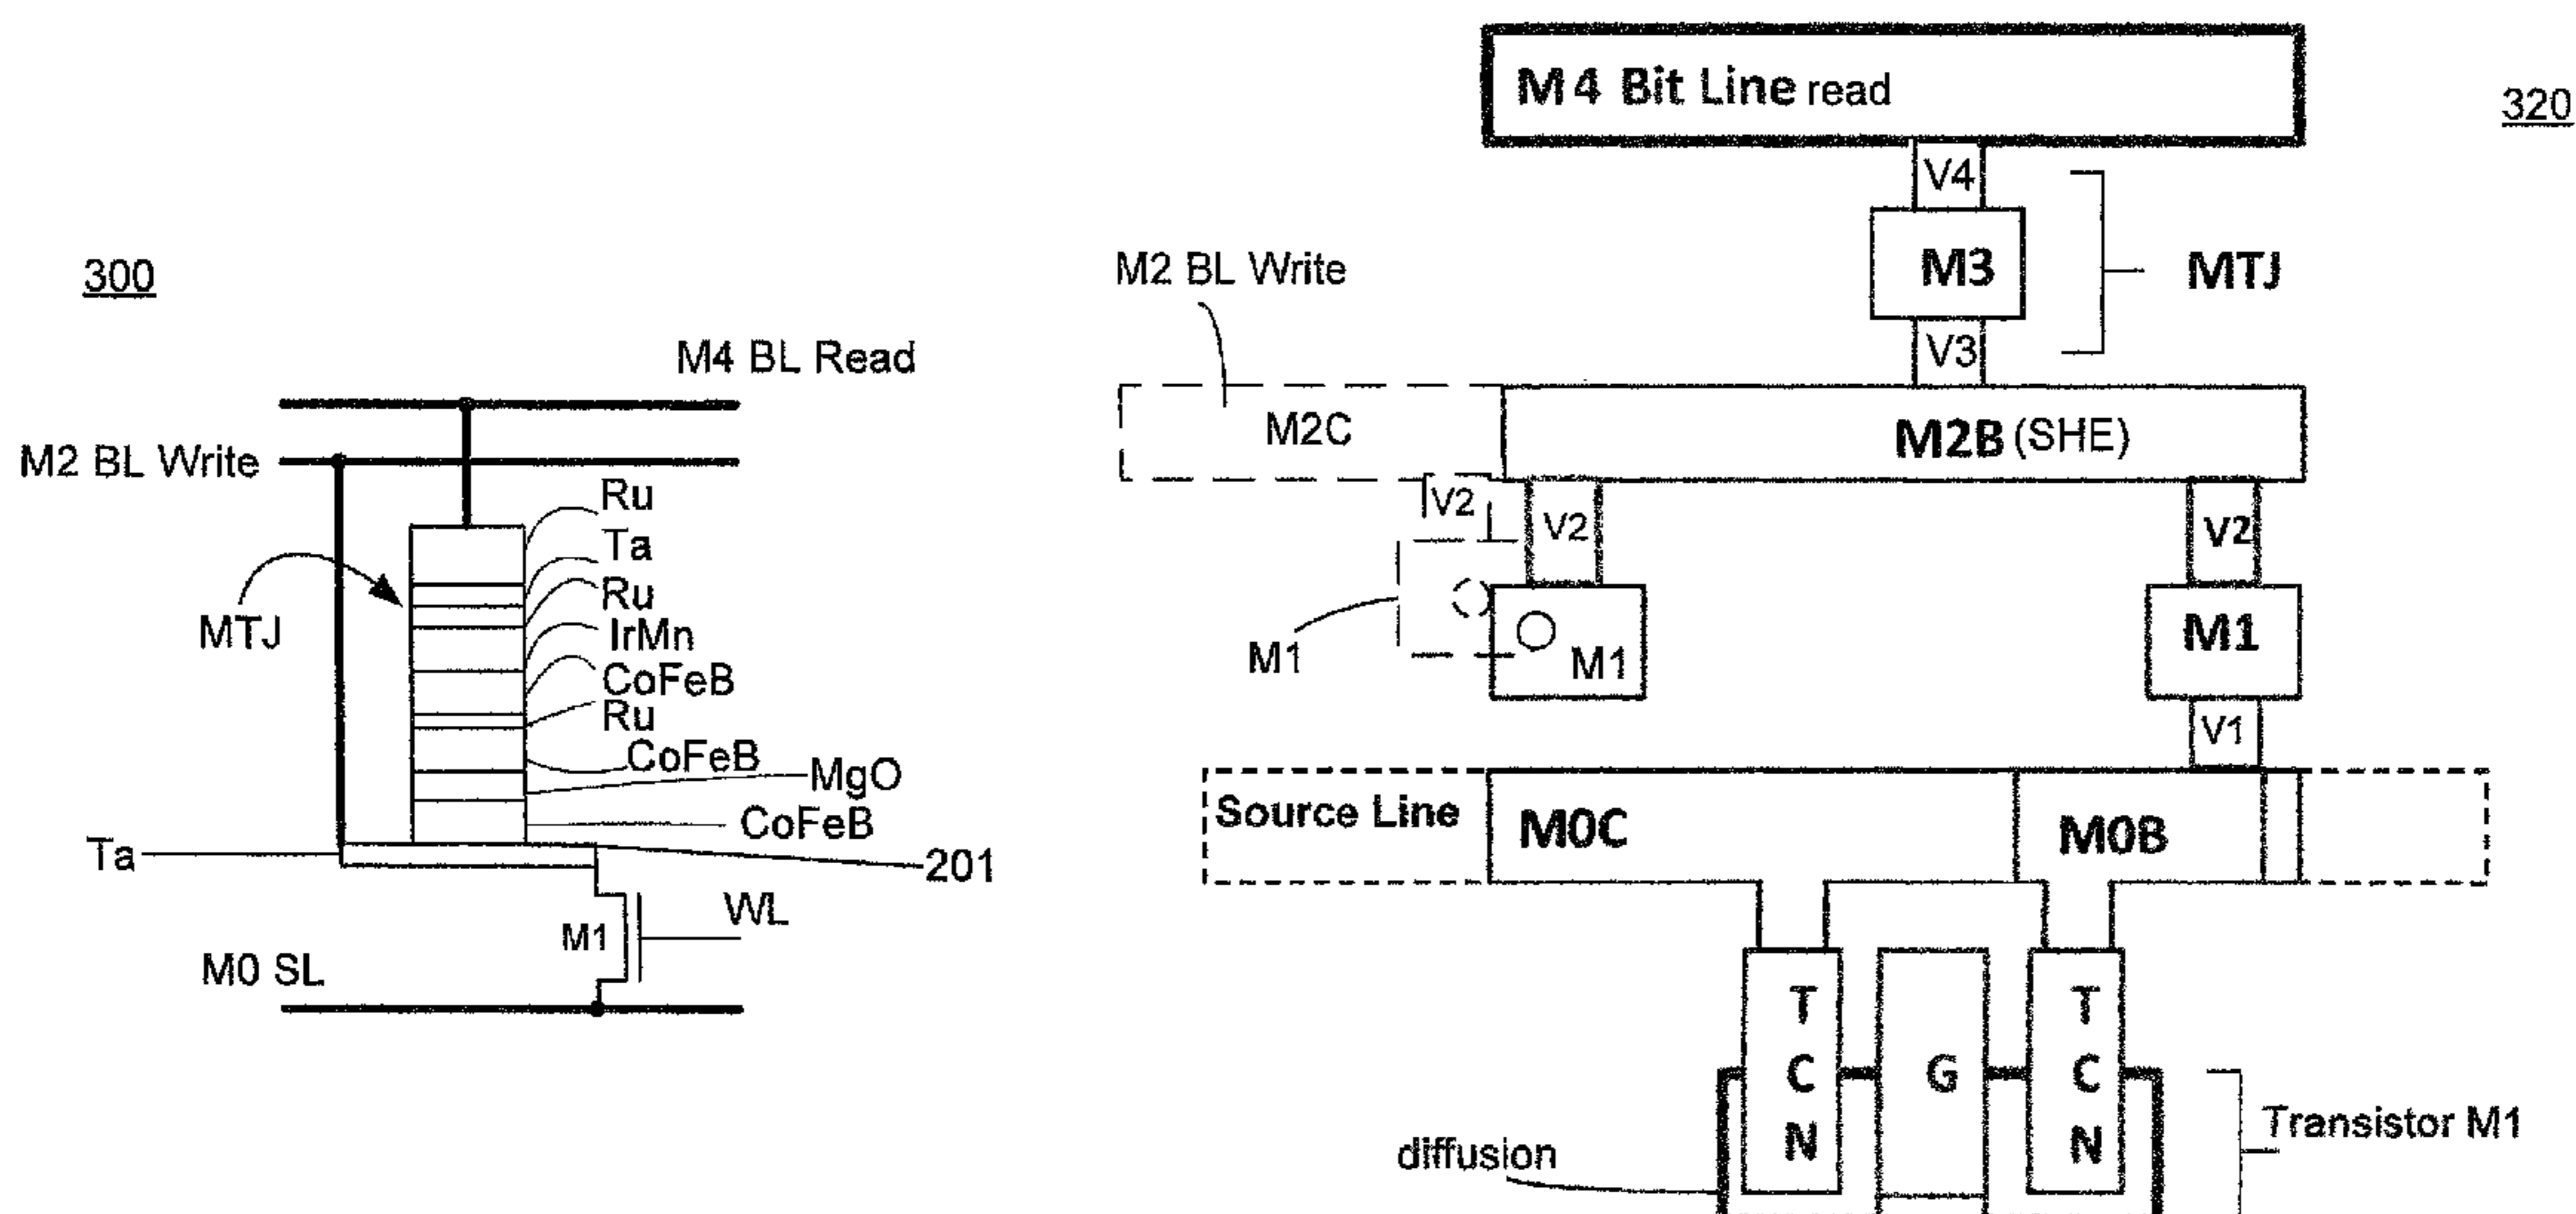 300
M4 BL Read
M2 BL Write
Ru
Ta
Ru
MTJ
IrMn
CoFeB
Ru
CoFeB
MgO
CoFeB
Ta
201
WL
M1
M0 SL
320
M4 Bit Line read
V4
M3
MTJ
V3
M2 BL Write
M2C
M2B (SHE)
V2
V2
V2
M1
M1
M1
V1
Source Line
M0C
M0B
T
C
N
G
T
C
N
diffusion
Transistor M1